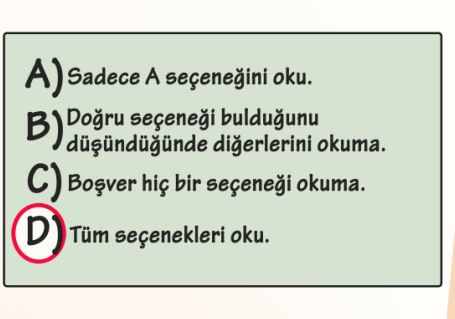 A) Sadece A seçeneğini oku.
B) Doğru seçeneği bulduğunu
düşündüğünde diğerlerini okuma.
C) Boşver hiç bir seçeneği okuma.
D) Tüm seçenekleri oku.